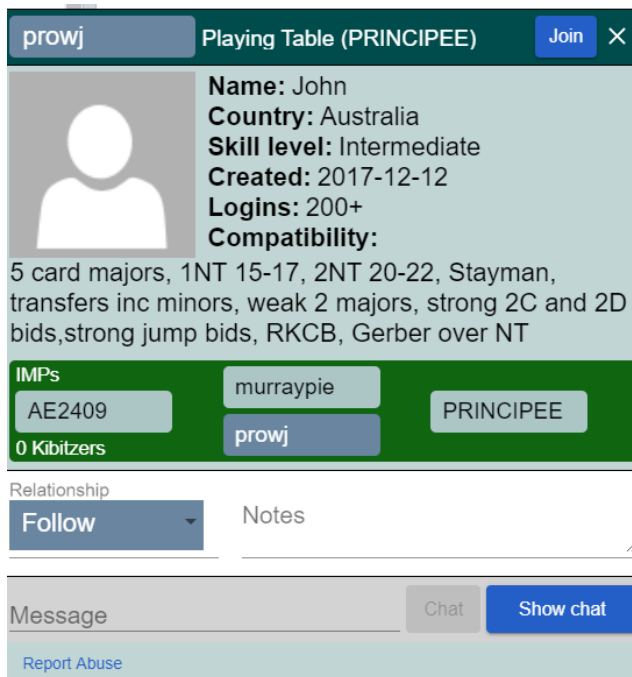 prowj Playing Table (PRINCIPEE) Join
Name: John
Country: Australia
Skill level: Intermediate
Created: 2017-12-12
Logins: 200+
Compatibility:
5 card majors, 1NT 15-17, 2NT 20-22, Stayman,
transfers inc minors, weak 2 majors, strong 2C and 2D
bids,strong jump bids, RKCB, Gerber over NT
IMPs
murraypie
AE2409
PRINCIPEE
prowj
0 Kibitzers
Relationship
Follow
Notes
Message
Chat
Show chat
Report Abuse